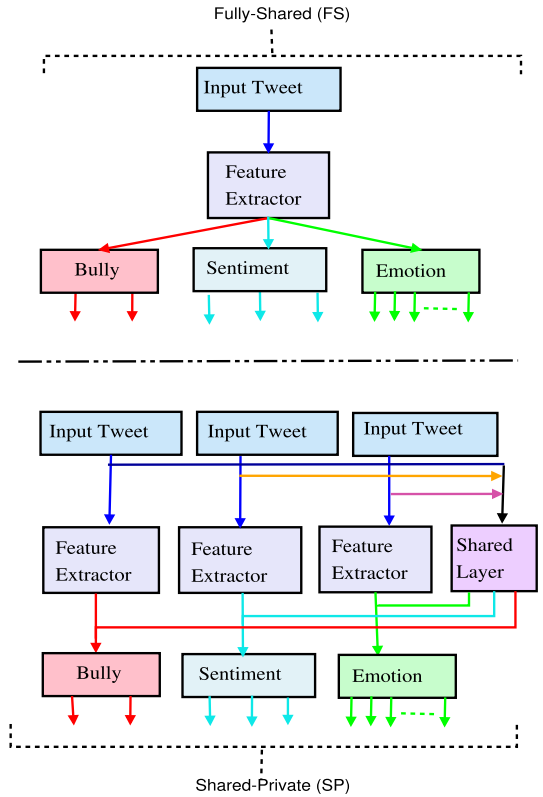 Fully-Shared (FS)
Input Tweet
Feature
Extractor
Bully
Sentiment
Emotion
Input Tweet
Input Tweet
Input Tweet
Feature
Extractor
Feature
Extractor
Feature
Extractor
Shared
Layer
Bully
Sentiment
Emotion
Shared-Private (SP)